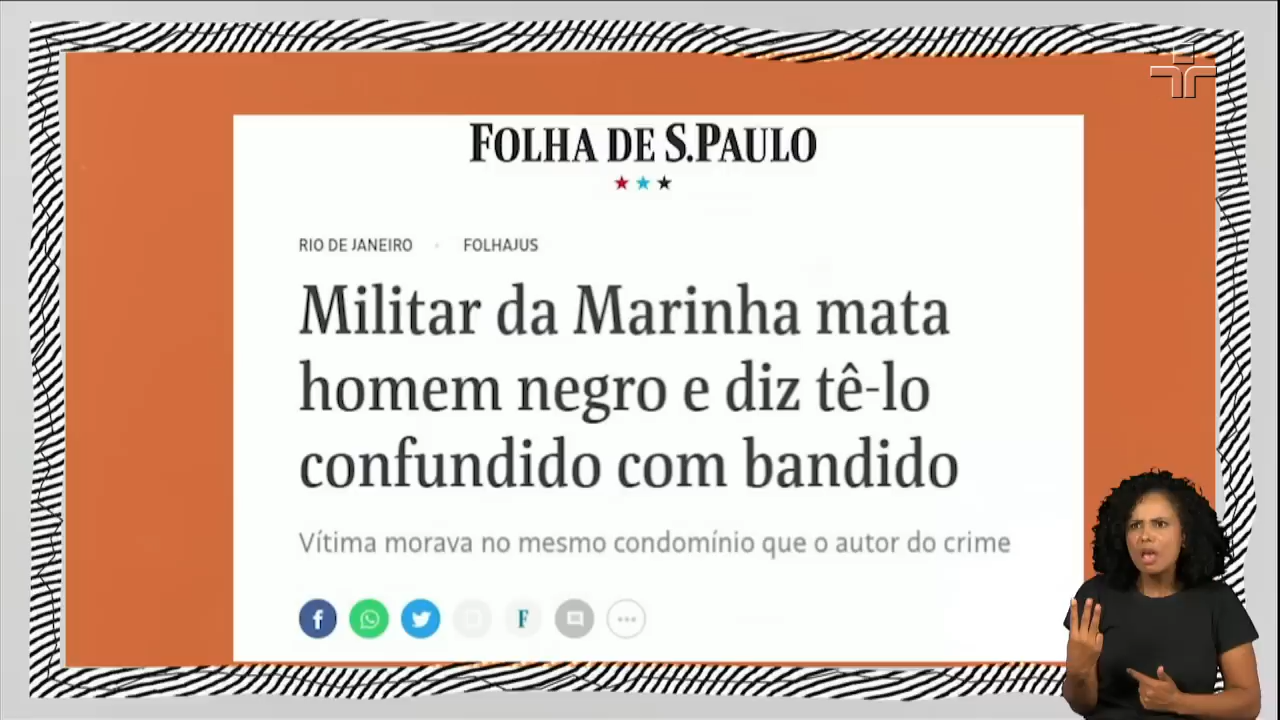 FOLHA DE S.PAULO
RIO DE JANEIRO · FOLHAJUS
Militar da Marinha mata
homem negro e diz tê-lo
confundido com bandido
Vítima morava no mesmo condomínio que o autor do crime
F